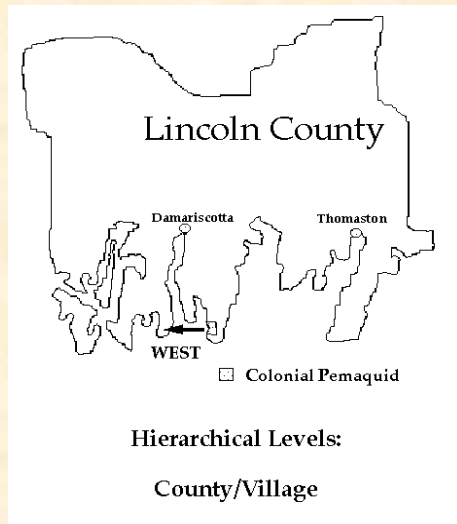 Lincoln County
Damariscotta Thomaston
WEST
Colonial Pemaquid
Hierarchical Levels:
County/Village